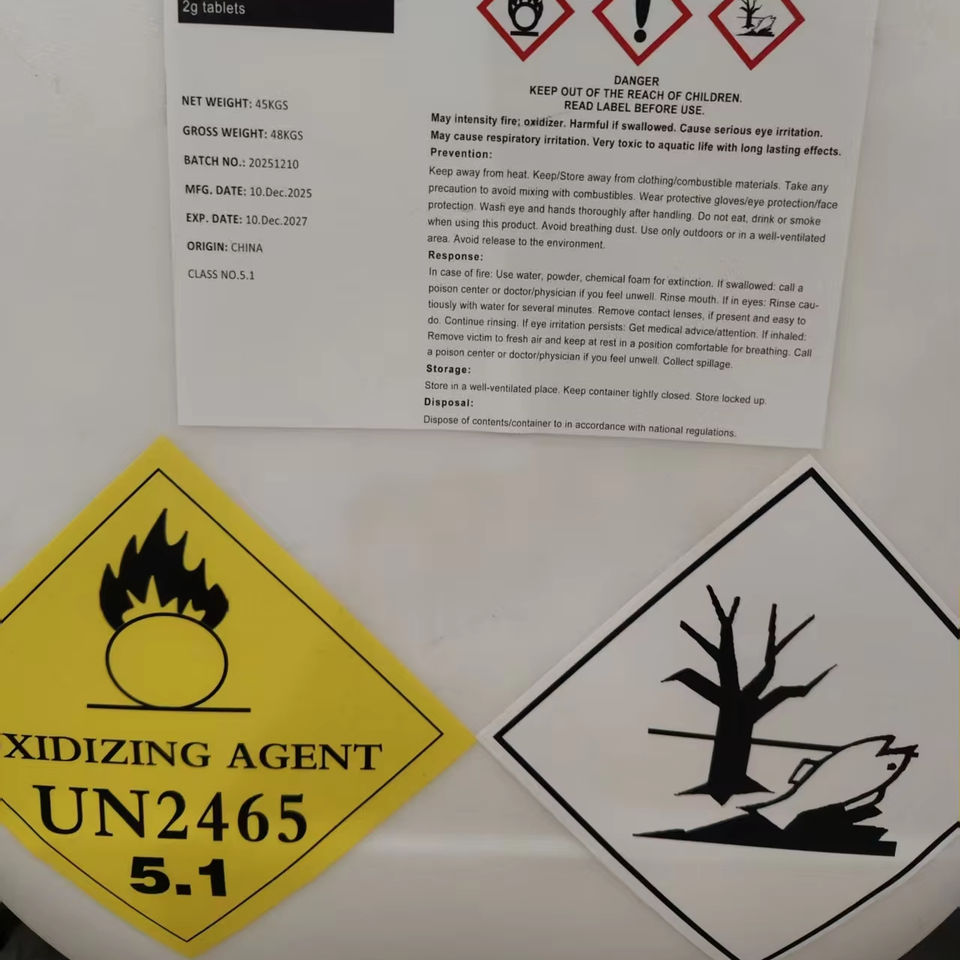 2g tablets
NET WEIGHT: 45KGS
GROSS WEIGHT: 48KGS
BATCH NO.: 20251210
MFG. DATE: 10.Dec.2025
EXP. DATE: 10.Dec.2027
ORIGIN: CHINA
CLASS NO.5.1
DANGER
KEEP OUT OF THE REACH OF CHILDREN.
READ LABEL BEFORE USE.
May intensity fire; oxidizer. Harmful if swallowed. Cause serious eye irritation.
May cause respiratory irritation. Very toxic to aquatic life with long lasting effects.
Prevention:
Keep away from heat. Keep/Store away from clothing/combustible materials. Take any
precaution to avoid mixing with combustibles. Wear protective gloves/eye protection/face
protection. Wash eye and hands thoroughly after handling. Do not eat, drink or smoke
when using this product. Avoid breathing dust. Use only outdoors or in a well-ventilated
area. Avoid release to the environment.
Response:
In case of fire: Use water, powder, chemical foam for extinction. If swallowed: call a
poison center or doctor/physician if you feel unwell. Rinse mouth. If in eyes: Rinse cau-
tiously with water for several minutes. Remove contact lenses, if present and easy to
do. Continue rinsing. If eye irritation persists: Get medical advice/attention. If inhaled:
Remove victim to fresh air and keep at rest in a position comfortable for breathing. Call
a poison center or doctor/physician if you feel unwell. Collect spillage.
Storage:
Store in a well-ventilated place. Keep container tightly closed. Store locked up.
Disposal:
Dispose of contents/container to in accordance with national regulations.
XIDIZING AGENT
UN2465
5.1